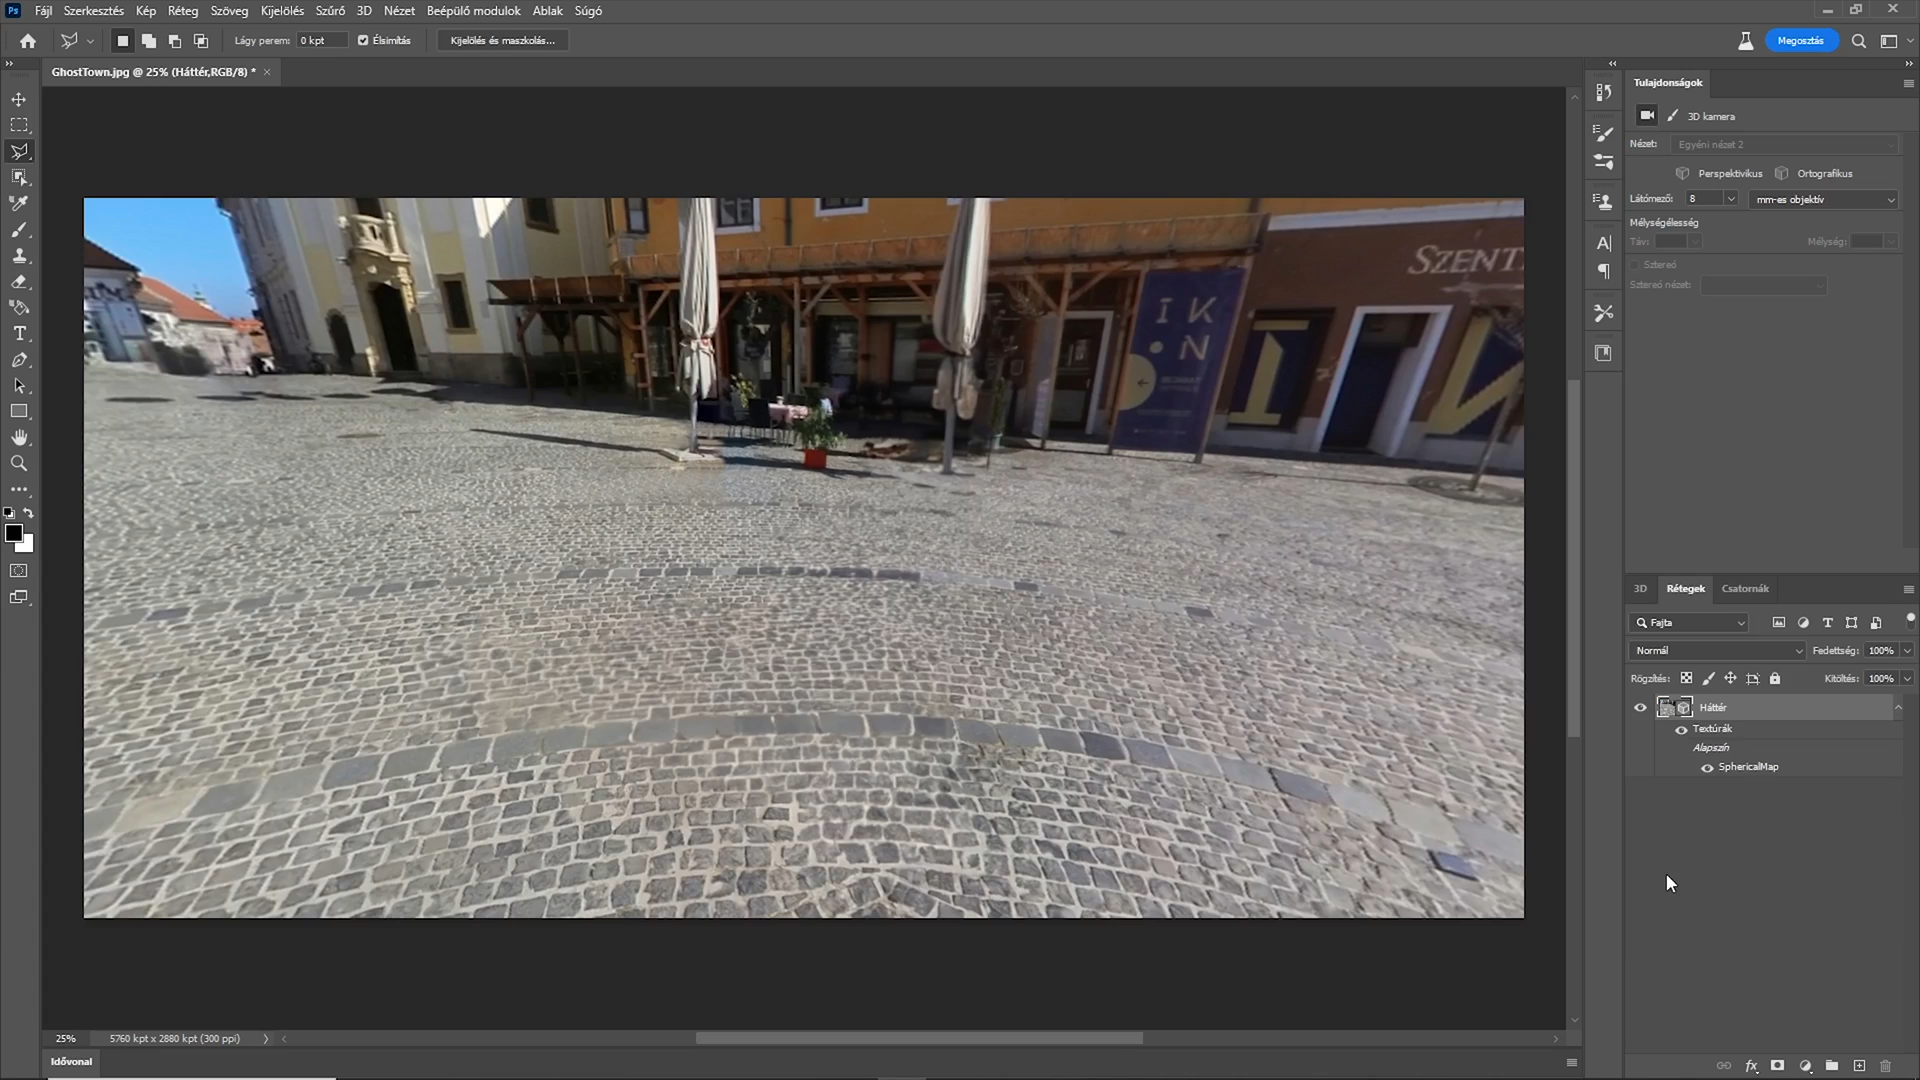 Ps Fájl Szerkesztés Kép Réteg Szöveg Kijelölés Szűrő 3D Nézet Beépülő modulok Ablak Súgó
Lágy perem: 0 kpt Élsimítás Kijelölés és maszkolás... Megosztás
GhostTown.jpg @ 25% (Háttér,RGB/8) *
Tulajdonságok
3D kamera
Nézet: Egyéni nézet 2
Perspektivikus Ortografikus
Látómező: 8 mm-es objektív
Mélységélesség
Táv: Mélység:
Sztereó
Sztereó nézet:
SZENT
I K
N
3D Rétegek Csatornák
Fajta
Normál Fedettség: 100%
Rögzítés: Kitöltés: 100%
Háttér
Textúrák
Alapszín
SphericalMap
25% 5760 kpt x 2880 kpt (300 ppi)
Idővonal